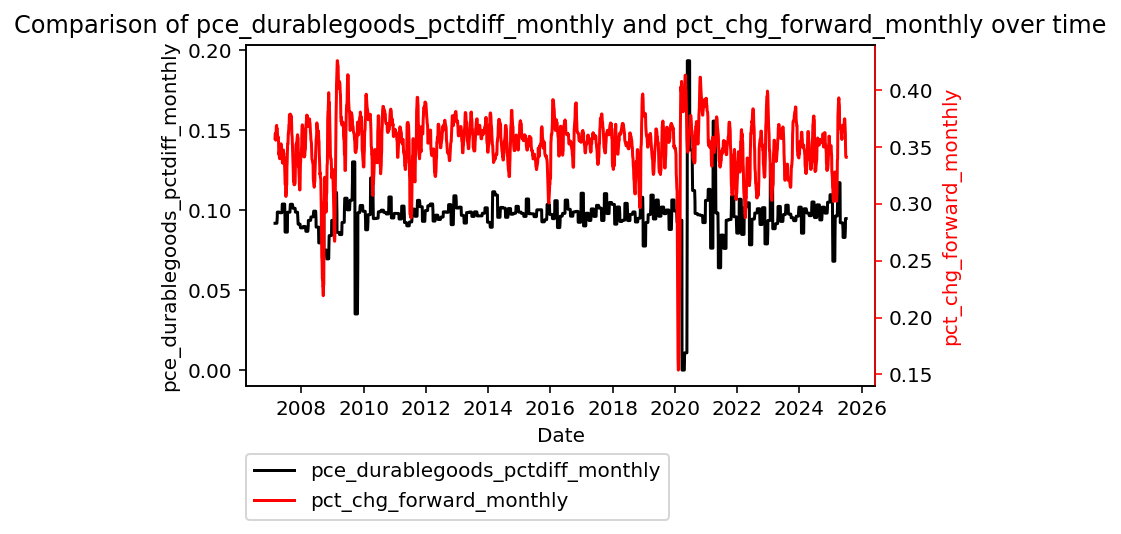 Comparison of pce_durablegoods_pctdiff_monthly and pct_chg_forward_monthly over time
pce_durablegoods_pctdiff_monthly
0.20
0.15
0.10
0.05
0.00
0.40
0.35
0.30
0.25
0.20
0.15
pct_chg_forward_monthly
2008 2010 2012 2014 2016 2018 2020 2022 2024 2026
Date
pce_durablegoods_pctdiff_monthly
pct_chg_forward_monthly